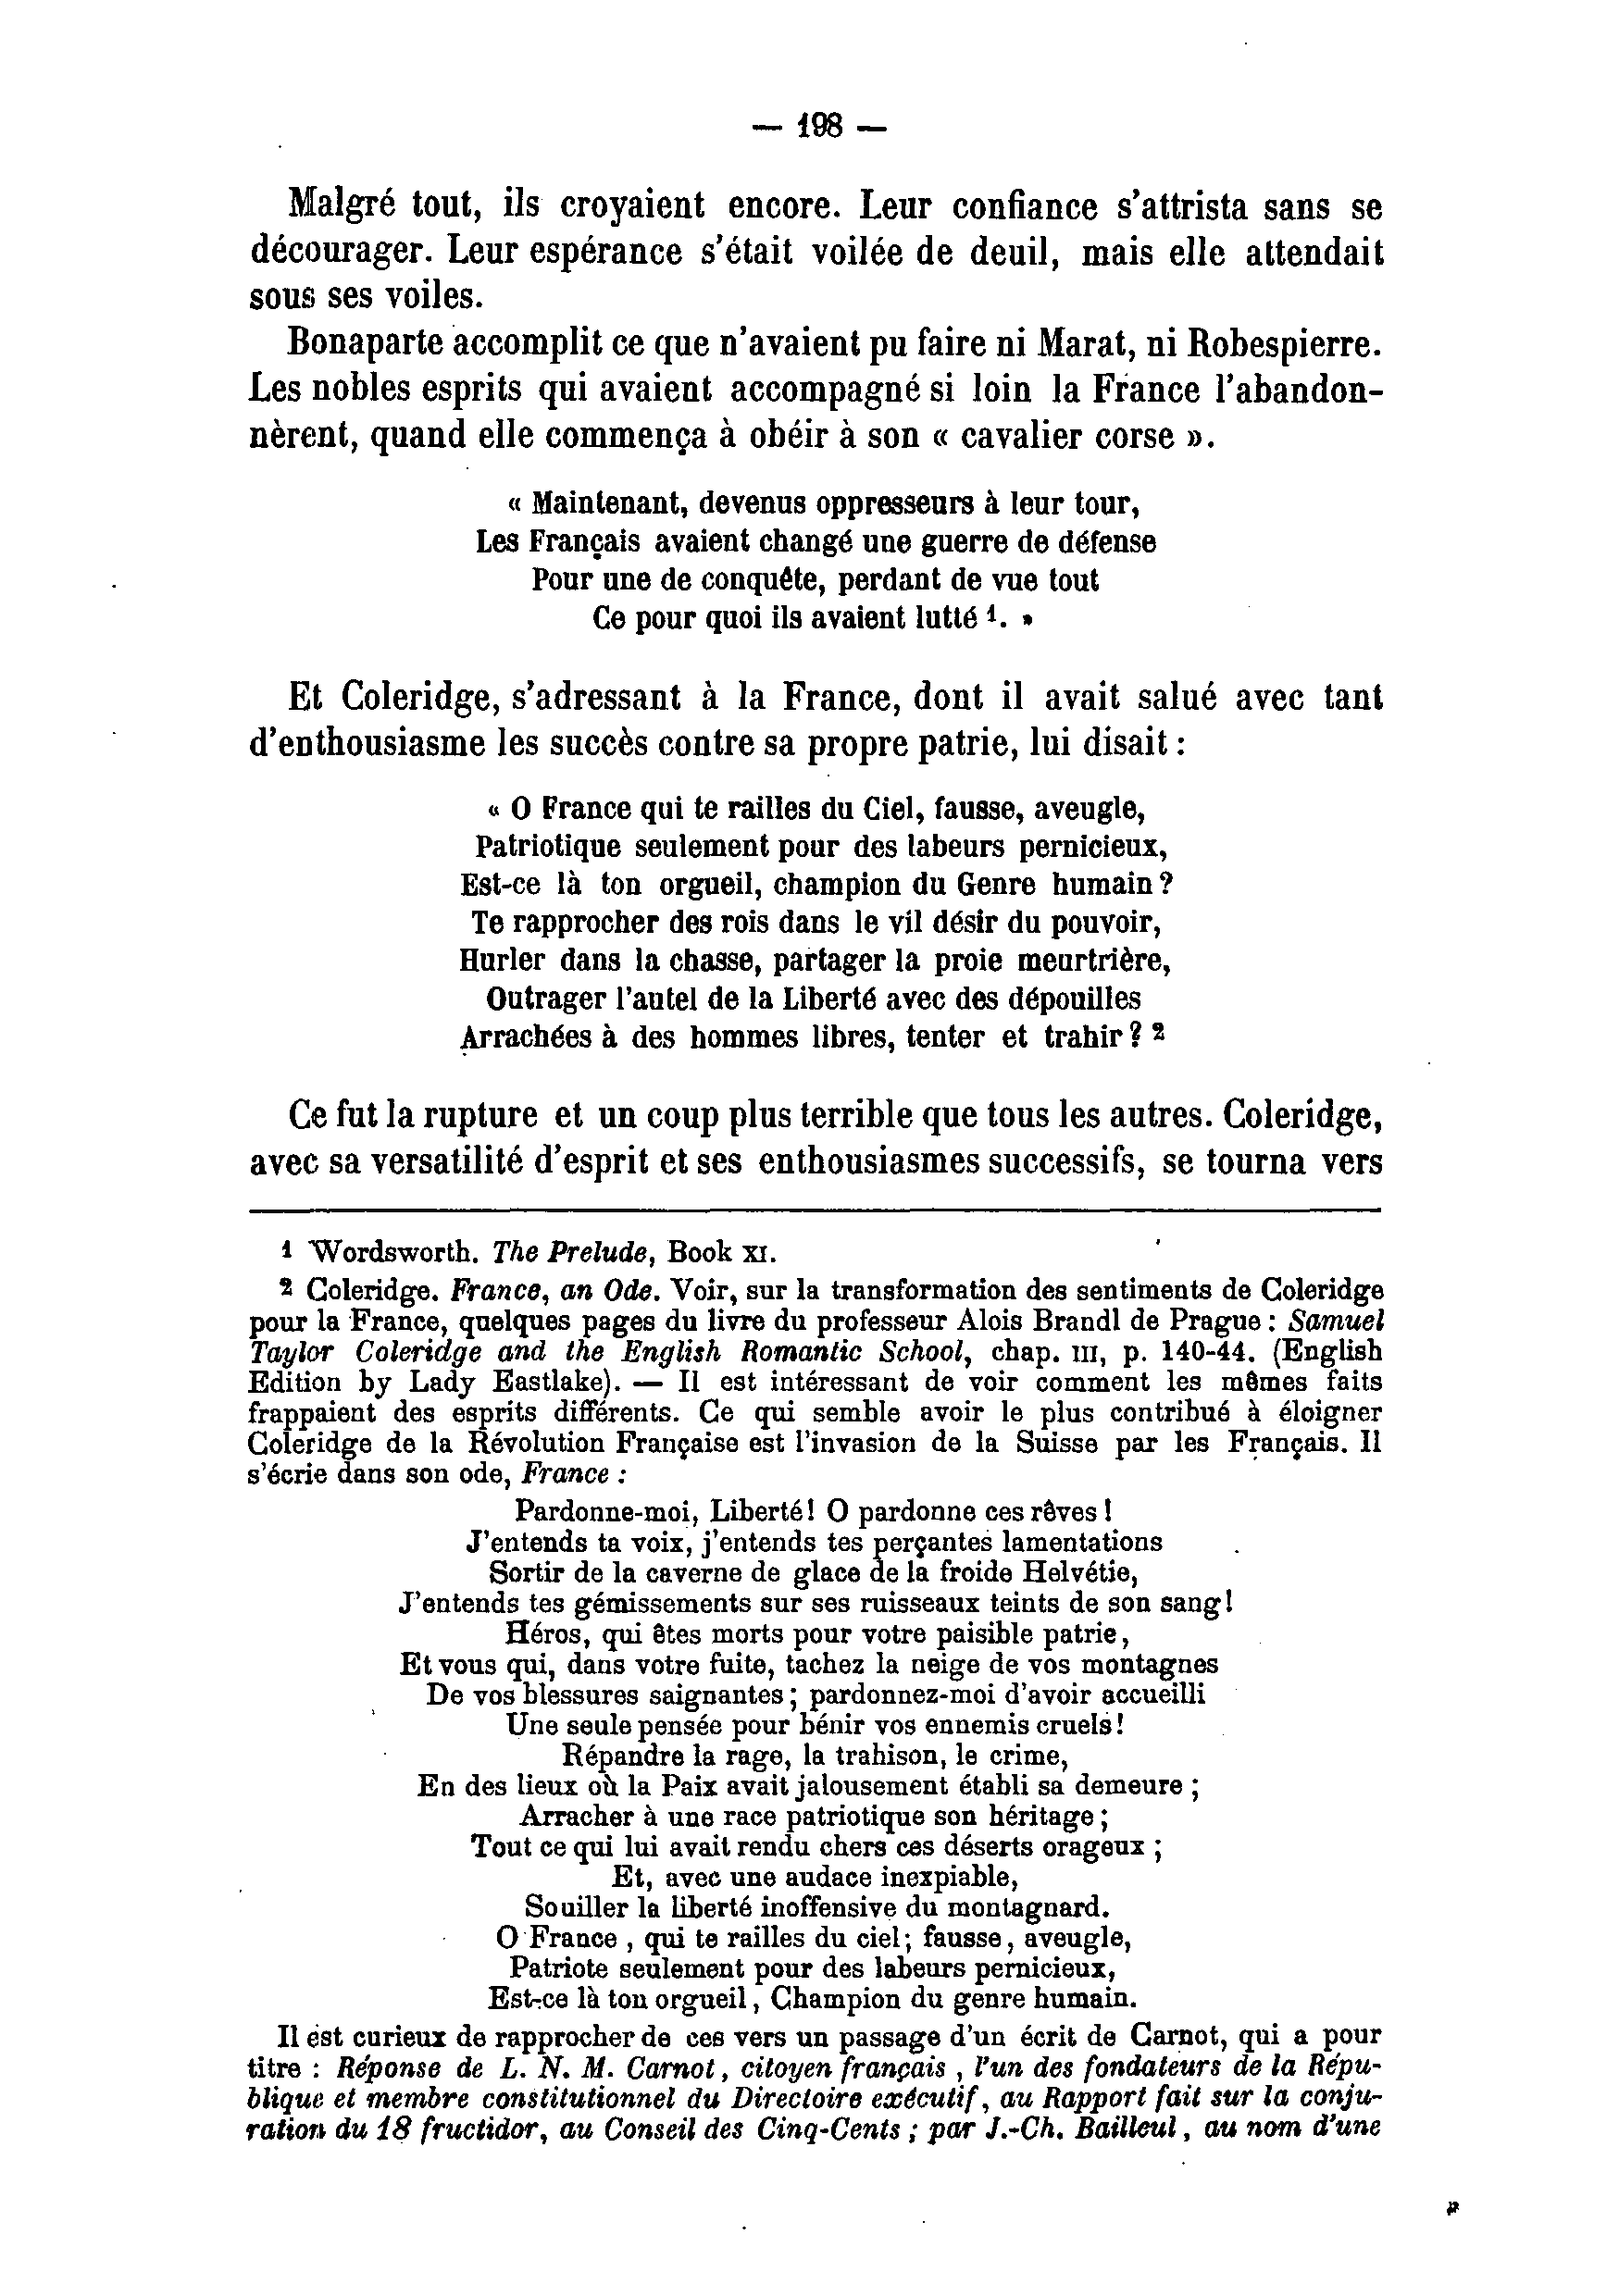 — 198 —
Malgré tout, ils croyaient encore. Leur confiance s'attrista sans se
décourager. Leur espérance s'était voilée de deuil, mais elle attendait
sous ses voiles.
Bonaparte accomplit ce que n'avaient pu faire ni Marat, ni Robespierre.
Les nobles esprits qui avaient accompagné si loin la France l'abandon-
nèrent, quand elle commença à obéir à son « cavalier corse ».
« Maintenant, devenus oppresseurs à leur tour,
Les Français avaient changé une guerre de défense
Pour une de conquête, perdant de vue tout
Ce pour quoi ils avaient lutté 1. »
Et Coleridge, s'adressant à la France, dont il avait salué avec tant
d'enthousiasme les succès contre sa propre patrie, lui disait :
« O France qui te railles du Ciel, fausse, aveugle,
Patriotique seulement pour des labeurs pernicieux,
Est-ce là ton orgueil, champion du Genre humain ?
Te rapprocher des rois dans le vil désir du pouvoir,
Hurler dans la chasse, partager la proie meurtrière,
Outrager l'autel de la Liberté avec des dépouilles
Arrachées à des hommes libres, tenter et trahir ? 2
Ce fut la rupture et un coup plus terrible que tous les autres. Coleridge,
avec sa versatilité d'esprit et ses enthousiasmes successifs, se tourna vers
1 Wordsworth. The Prelude, Book XI.
2 Coleridge. France, an Ode. Voir, sur la transformation des sentiments de Coleridge
pour la France, quelques pages du livre du professeur Alois Brandl de Prague : Samuel
Taylor Coleridge and the English Romantic School, chap. III, p. 140-44. (English
Edition by Lady Eastlake). — Il est intéressant de voir comment les mêmes faits
frappaient des esprits différents. Ce qui semble avoir le plus contribué à éloigner
Coleridge de la Révolution Française est l'invasion de la Suisse par les Français. Il
s'écrie dans son ode, France :
Pardonne-moi, Liberté ! O pardonne ces rêves !
J'entends ta voix, j'entends tes perçantes lamentations
Sortir de la caverne de glace de la froide Helvétie,
J'entends tes gémissements sur ses ruisseaux teints de son sang !
Héros, qui êtes morts pour votre paisible patrie,
Et vous qui, dans votre fuite, tachez la neige de vos montagnes
De vos blessures saignantes ; pardonnez-moi d'avoir accueilli
Une seule pensée pour bénir vos ennemis cruels !
Répandre la rage, la trahison, le crime,
En des lieux où la Paix avait jalousement établi sa demeure ;
Arracher à une race patriotique son héritage ;
Tout ce qui lui avait rendu chers ces déserts orageux ;
Et, avec une audace inexpiable,
Souiller la liberté inoffensive du montagnard.
O France , qui te railles du ciel ; fausse, aveugle,
Patriote seulement pour des labeurs pernicieux,
Est-ce là ton orgueil, Champion du genre humain.
Il est curieux de rapprocher de ces vers un passage d'un écrit de Carnot, qui a pour
titre : Réponse de L. N. M. Carnot, citoyen français , l'un des fondateurs de la Répu-
blique et membre constitutionnel du Directoire exécutif, au Rapport fait sur la conju-
ration du 18 fructidor, au Conseil des Cinq-Cents ; par J.-Ch. Bailleul, au nom d'une